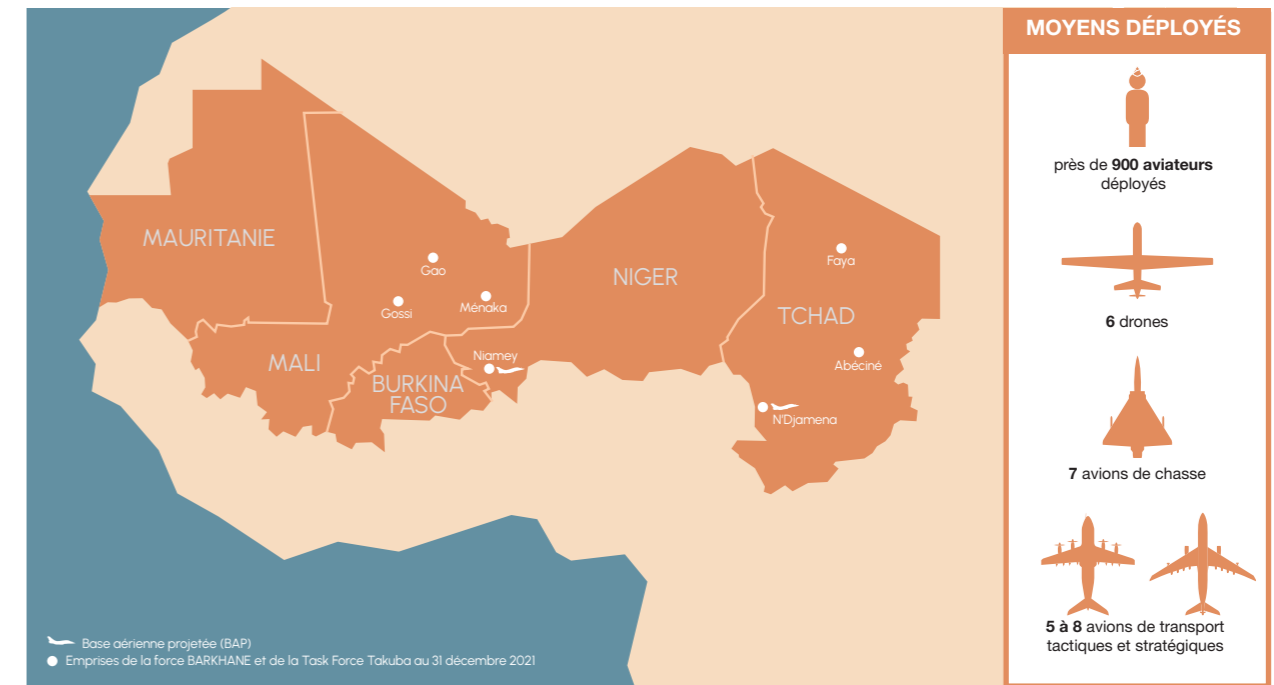 MOYENS DÉPLOYÉS
près de 900 aviateurs
déployés
6 drones
7 avions de chasse
5 à 8 avions de transport
tactiques et stratégiques
MAURITANIE
Gao
Gossi
Ménaka
MALI
Niamey
BURKINA
FASO
NIGER
Faya
TCHAD
Abéciné
N'Djamena
Base aérienne projetée (BAP)
Emprises de la force BARKHANE et de la Task Force Takuba au 31 décembre 2021